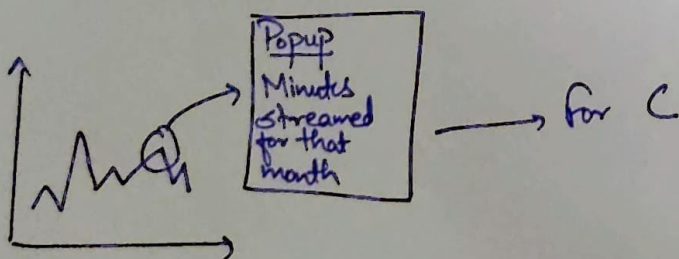 Popup
Minutes
streamed
for that
month
for C